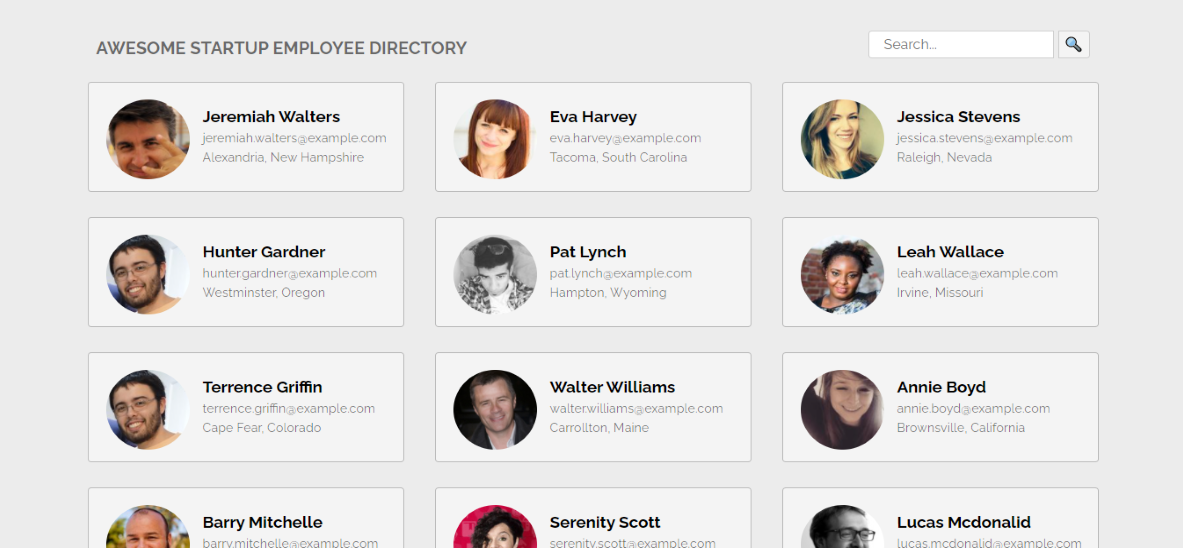 AWESOME STARTUP EMPLOYEE DIRECTORY
Search...
Jeremiah Walters
jeremiah.walters@example.com
Alexandria, New Hampshire
Eva Harvey
eva.harvey@example.com
Tacoma, South Carolina
Jessica Stevens
jessica.stevens@example.com
Raleigh, Nevada
Hunter Gardner
hunter.gardner@example.com
Westminster, Oregon
Pat Lynch
pat.lynch@example.com
Hampton, Wyoming
Leah Wallace
leah.wallace@example.com
Irvine, Missouri
Terrence Griffin
terrence.griffin@example.com
Cape Fear, Colorado
Walter Williams
walter.williams@example.com
Carrollton, Maine
Annie Boyd
annie.boyd@example.com
Brownsville, California
Barry Mitchelle
barry.mitchelle@example.com
Serenity Scott
serenity.scott@example.com
Lucas Mcdonalid
lucas.mcdonalid@example.com